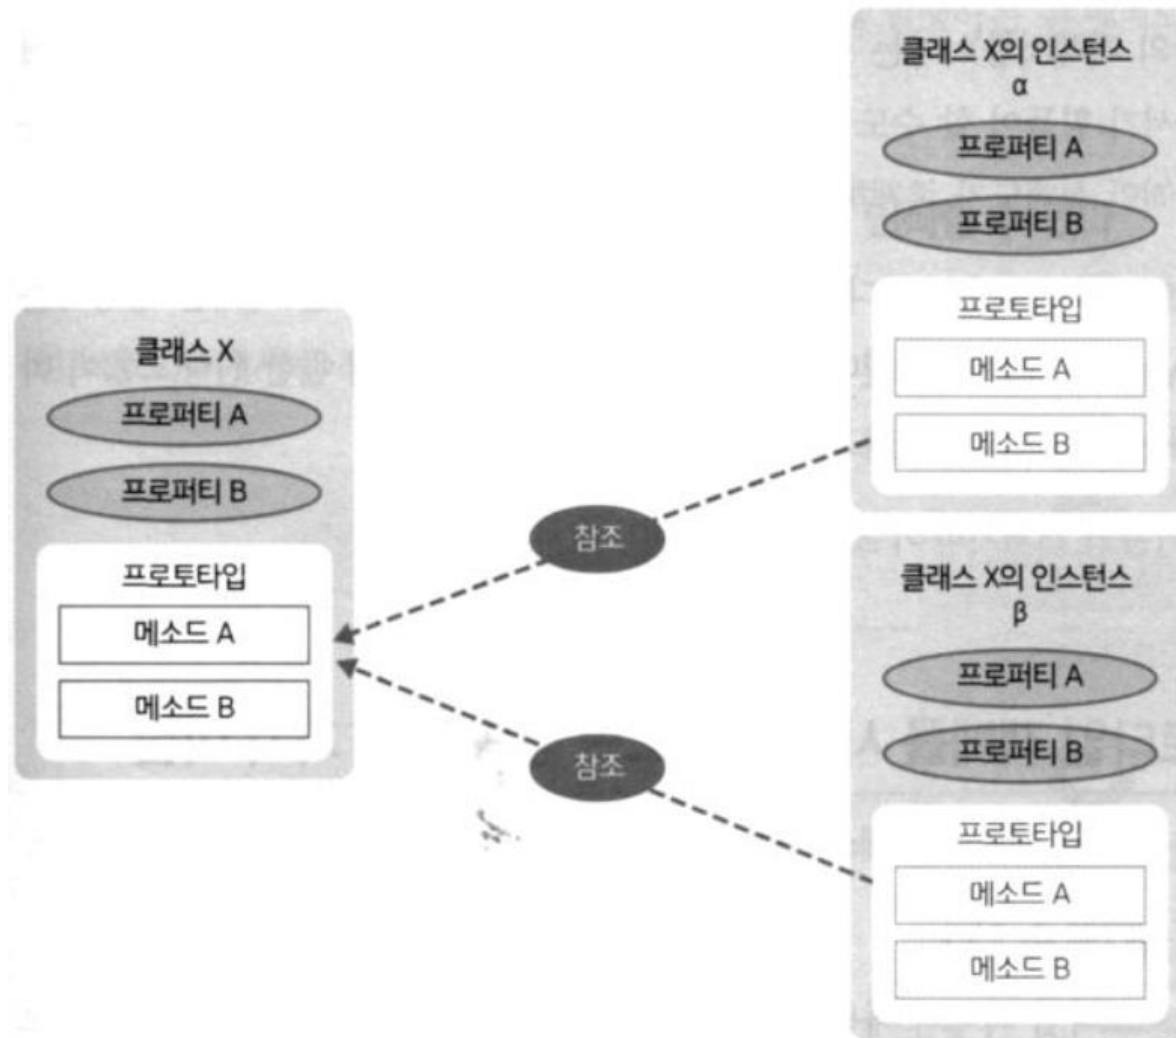 클래스 X
프로퍼티 A
프로퍼티 B
프로토타입
메소드 A
메소드 B
참조
참조
클래스 X의 인스턴스
α
프로퍼티 A
프로퍼티 B
프로토타입
메소드 A
메소드 B
클래스 X의 인스턴스
β
프로퍼티 A
프로퍼티 B
프로토타입
메소드 A
메소드 B